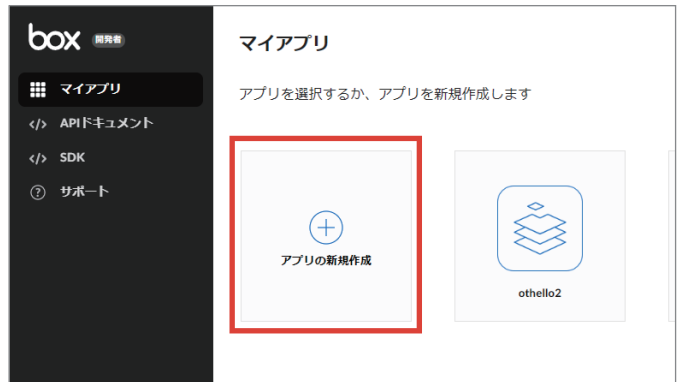 box 開発者
マイアプリ
APIドキュメント
SDK
サポート
マイアプリ
アプリを選択するか、アプリを新規作成します
アプリの新規作成
othello2